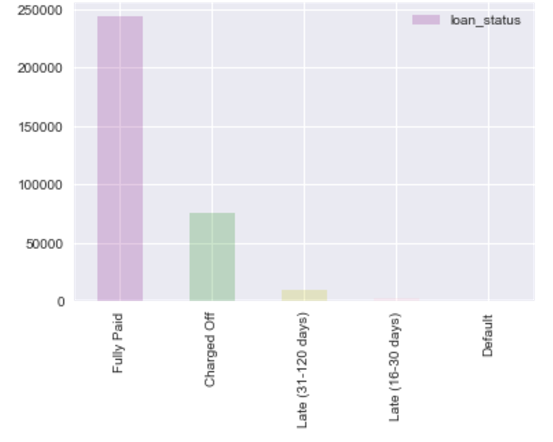 250000
200000
150000
100000
50000
0
loan_status
Fully Paid
Charged Off
Late (31-120 days)
Late (16-30 days)
Default